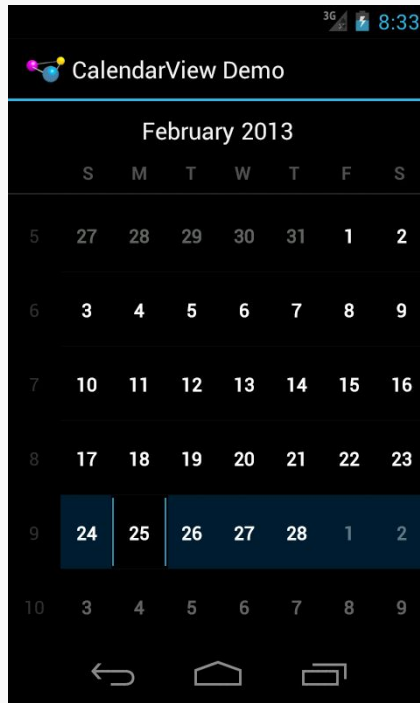 3G 8:33
CalendarView Demo
February 2013
S M T W T F S
5 27 28 29 30 31 1 2
6 3 4 5 6 7 8 9
7 10 11 12 13 14 15 16
8 17 18 19 20 21 22 23
9 24 25 26 27 28 1 2
10 3 4 5 6 7 8 9